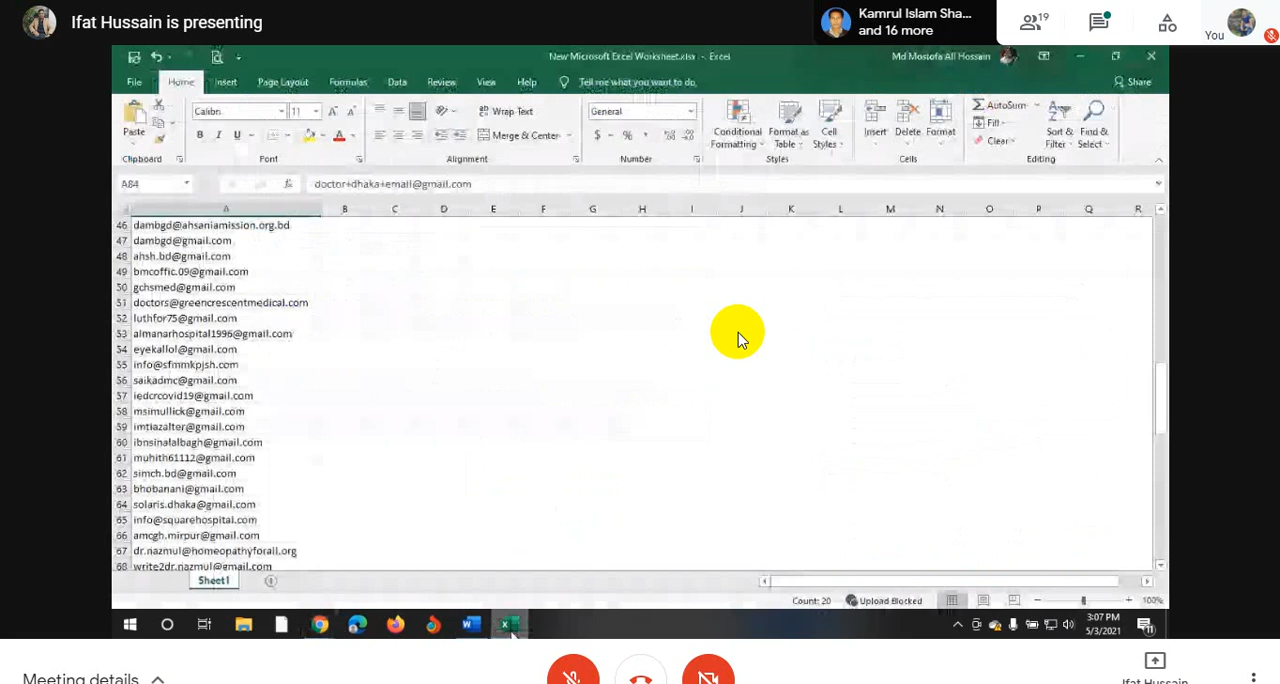 Ifat Hussain is presenting
Kamrul Islam Sha...
and 16 more
19
You
New Microsoft Excel Worksheet.xlsx - Excel
Md Mostofa Ali Hossain
File Home Insert Page Layout Formulas Data Review View Help Tell me what you want to do
Share
Calibri 11
Wrap Text
General
AutoSum
Paste
Conditional Formatting
Format as Table
Cell Styles
Insert
Delete
Format
Fill
Sort & Filter
Find & Select
B I U
Merge & Center
$ %
Clear
Clipboard Font Alignment Number Styles Cells Editing
A84 fx doctor+dhaka+email@gmail.com
A B C D E F G H I J K L M N O P Q R
46 dambgd@ahsaniamission.org.bd
47 dambgd@gmail.com
48 ahsh.bd@gmail.com
49 bmcoffic.09@gmail.com
50 gchsmed@gmail.com
51 doctors@greencrescentmedical.com
52 luthfor75@gmail.com
53 almanarhospital1996@gmail.com
54 eyekallol@gmail.com
55 info@sfmmkpjsh.com
56 saikadmc@gmail.com
57 iedcrcovid19@gmail.com
58 msimullick@gmail.com
59 imtiazalter@gmail.com
60 ibnsinalalbagh@gmail.com
61 muhith61112@gmail.com
62 simch.bd@gmail.com
63 bhobanani@gmail.com
64 solaris.dhaka@gmail.com
65 info@squarehospital.com
66 amcgh.mirpur@gmail.com
67 dr.nazmul@homeopathyforall.org
68 write2dr.nazmul@gmail.com
Sheet1
Count: 20 Upload Blocked 100%
3:07 PM
5/3/2021
11
Meeting details
Ifat Hussain